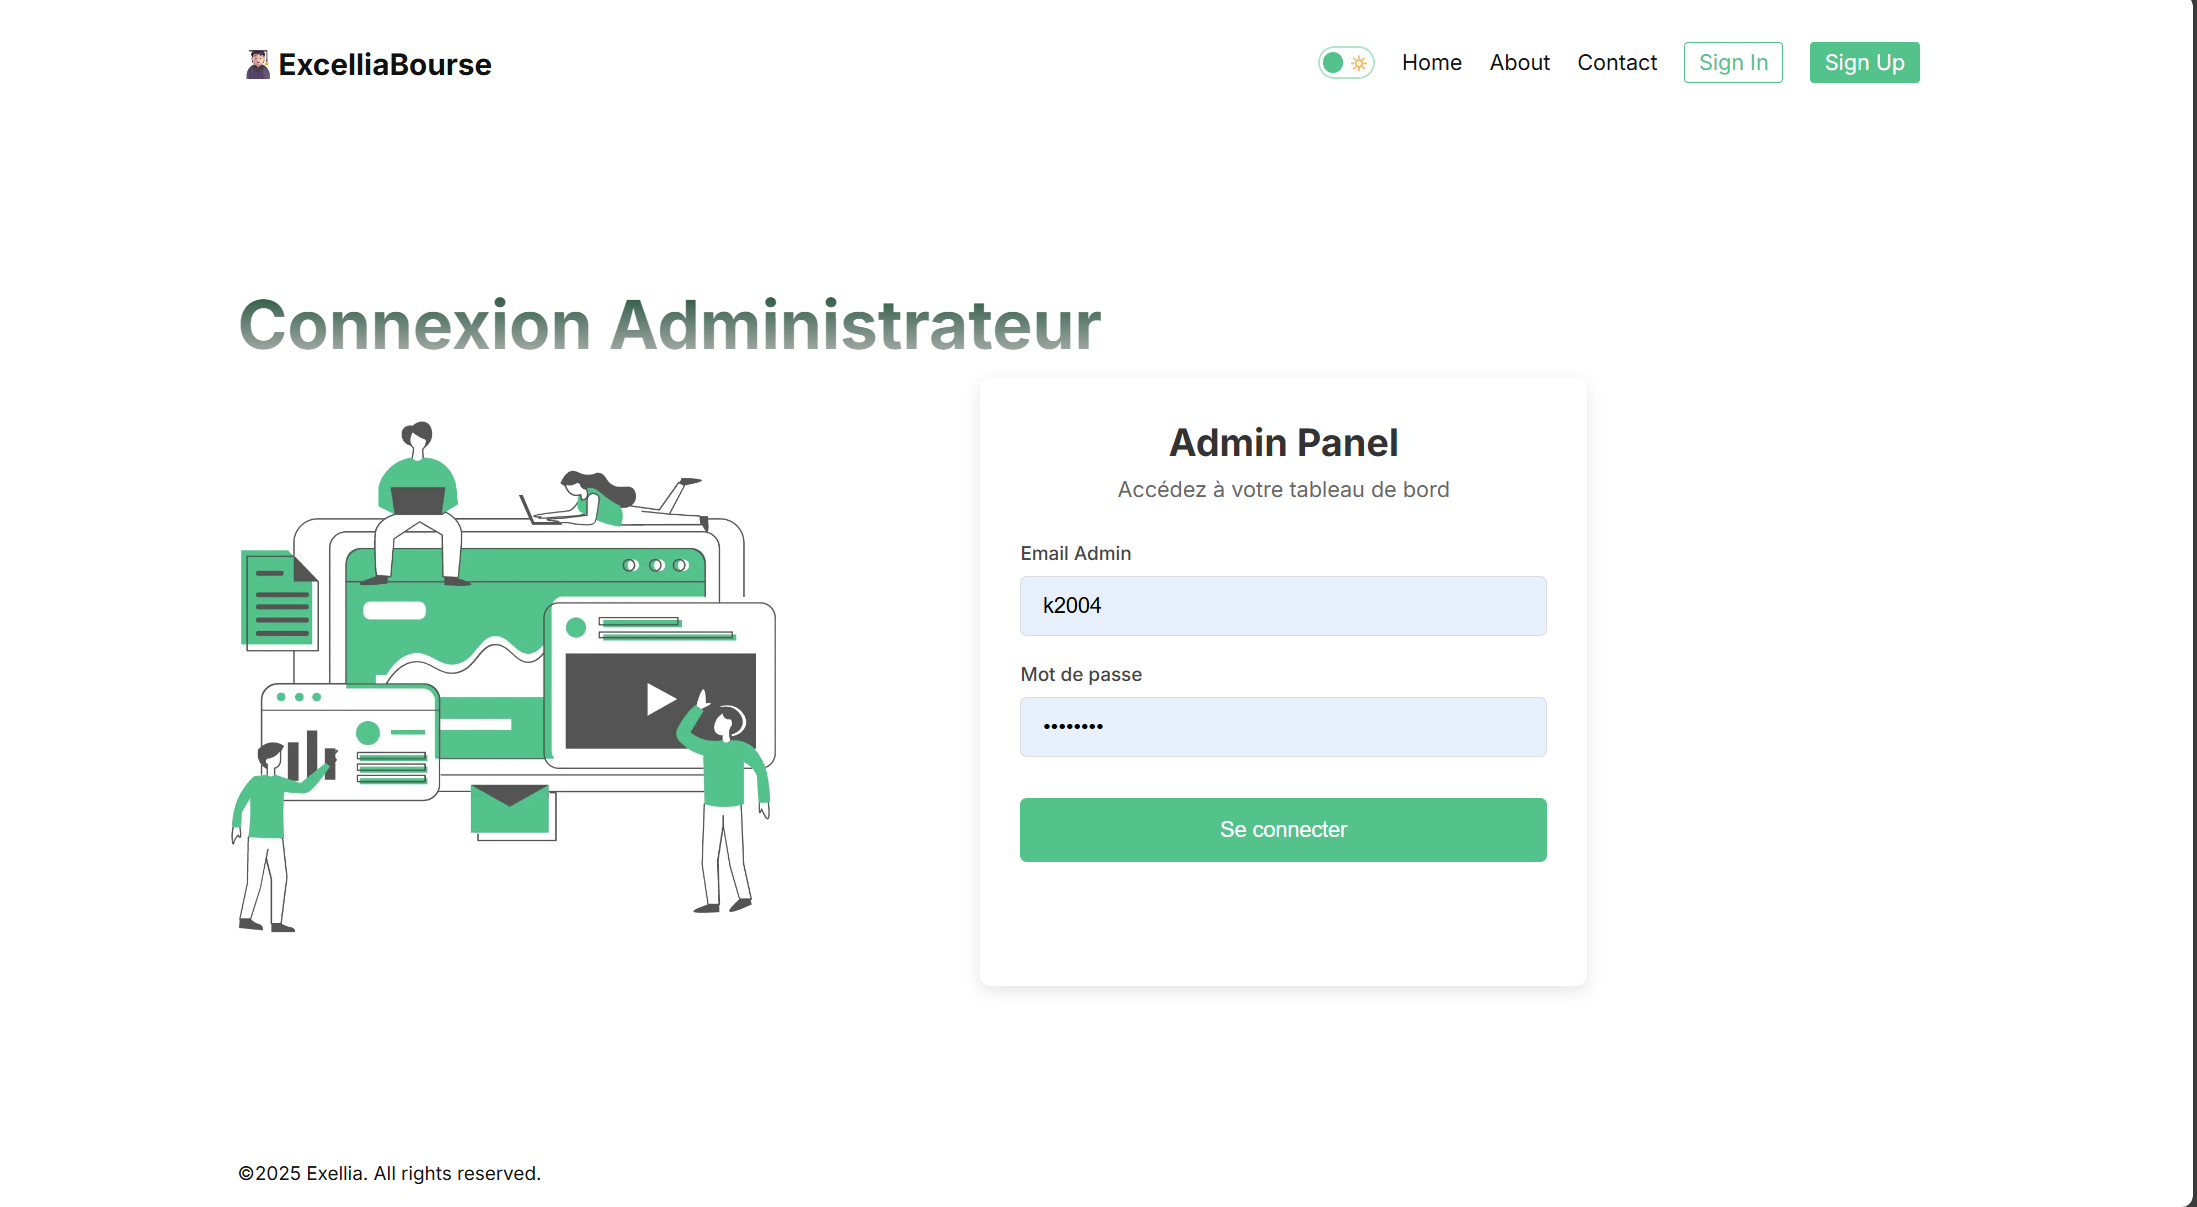 ExcelliaBourse
Home About Contact Sign In Sign Up
Connexion Administrateur
Admin Panel
Accédez à votre tableau de bord
Email Admin
k2004
Mot de passe
••••••••
Se connecter
©2025 Exellia. All rights reserved.